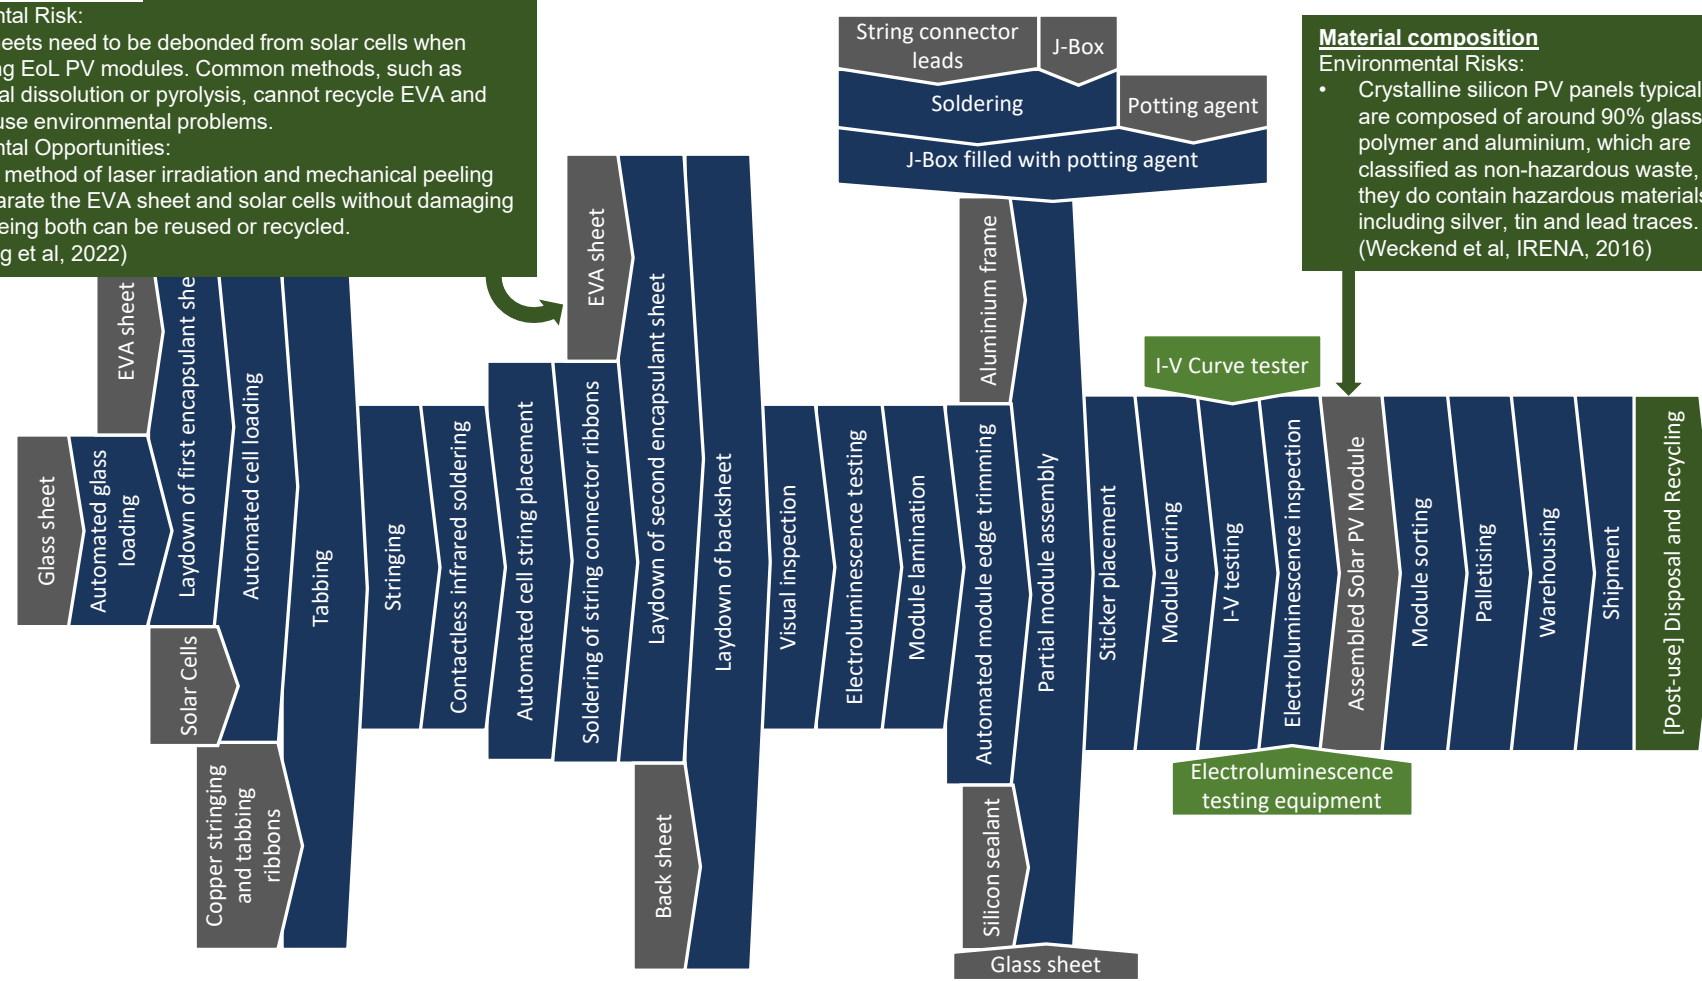 ntal Risk:
eets need to be debonded from solar cells when
ng EoL PV modules. Common methods, such as
al dissolution or pyrolysis, cannot recycle EVA and
use environmental problems.
ntal Opportunities:
method of laser irradiation and mechanical peeling
arate the EVA sheet and solar cells without damaging
eing both can be reused or recycled.
g et al, 2022)
String connector
leads
J-Box
Soldering
Potting agent
J-Box filled with potting agent
Material composition
Environmental Risks:
• Crystalline silicon PV panels typical
are composed of around 90% glass
polymer and aluminium, which are
classified as non-hazardous waste,
they do contain hazardous materials
including silver, tin and lead traces.
(Weckend et al, IRENA, 2016)
Glass sheet
Automated glass
loading
EVA sheet
Laydown of first encapsulant she
Solar Cells
Automated cell loading
Copper stringing
and tabbing
ribbons
Tabbing
Stringing
Contactless infrared soldering
Automated cell string placement
Soldering of string connector ribbons
EVA sheet
Laydown of second encapsulant sheet
Back sheet
Laydown of backsheet
Visual inspection
Electroluminescence testing
Module lamination
Automated module edge trimming
Aluminium frame
Silicon sealant
Glass sheet
Partial module assembly
Sticker placement
Module curing
I-V Curve tester
I-V testing
Electroluminescence inspection
Electroluminescence
testing equipment
Assembled Solar PV Module
Module sorting
Palletising
Warehousing
Shipment
[Post-use] Disposal and Recycling